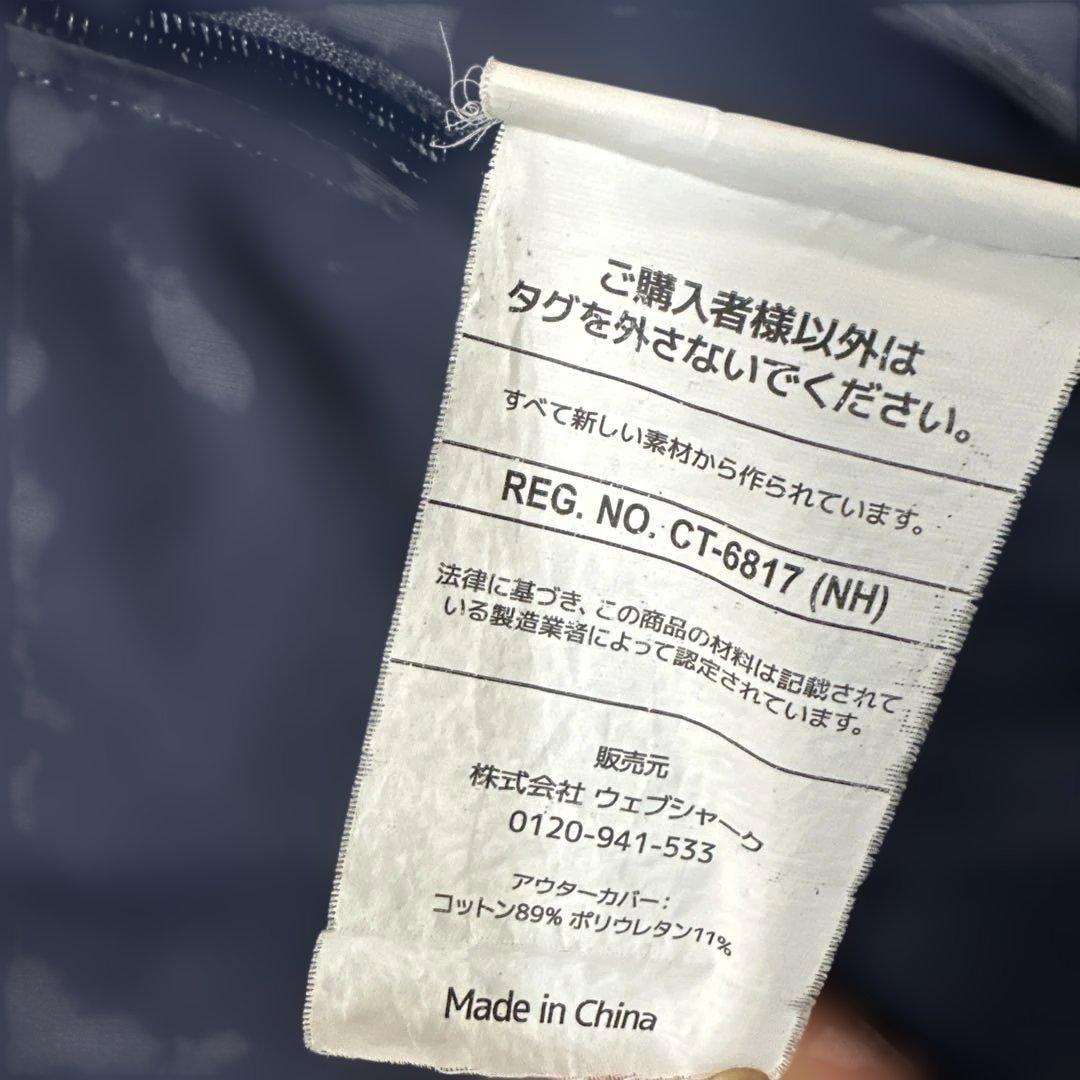 ご購入者様以外は
タグを外さないでください。
すべて新しい素材から作られています。
REG. NO. CT-6817 (NH)
法律に基づき、この商品の材料は記載されて
いる製造業者によって認定されています。
販売元
株式会社 ウェブシャーク
0120-941-533
アウターカバー:
コットン89% ポリウレタン11%
Made in China